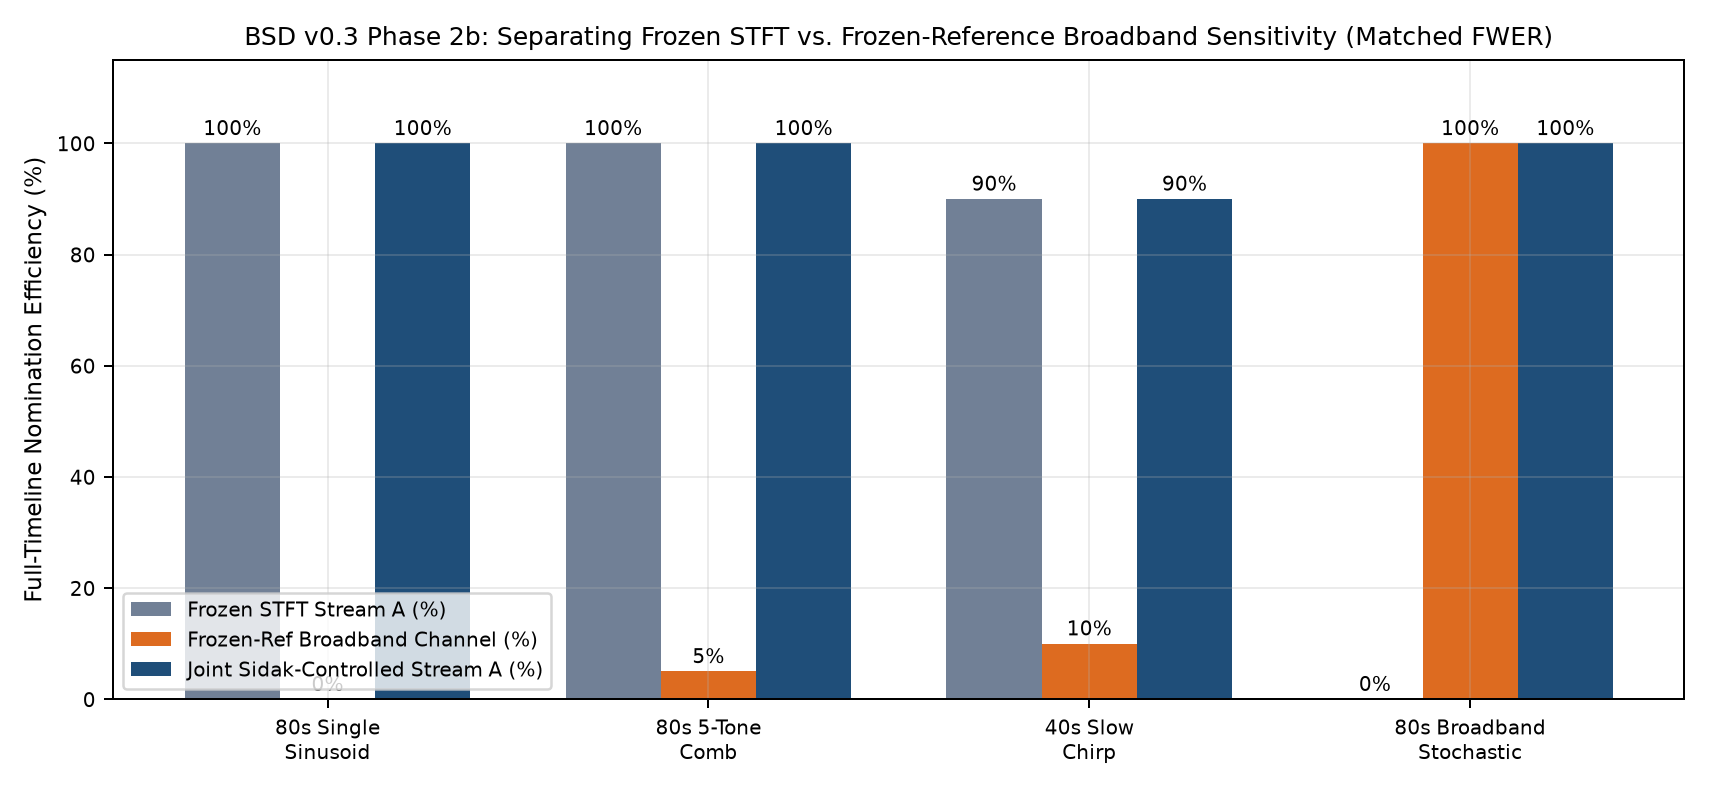 BSD v0.3 Phase 2b: Separating Frozen STFT vs. Frozen-Reference Broadband Sensitivity (Matched FWER)
Full-Timeline Nomination Efficiency (%)
100
80
60
40
20
0
100%
0%
100%
100%
5%
100%
90%
10%
90%
0%
100%
100%
Frozen STFT Stream A (%)
Frozen-Ref Broadband Channel (%)
Joint Sidak-Controlled Stream A (%)
80s Single
Sinusoid
80s 5-Tone
Comb
40s Slow
Chirp
80s Broadband
Stochastic